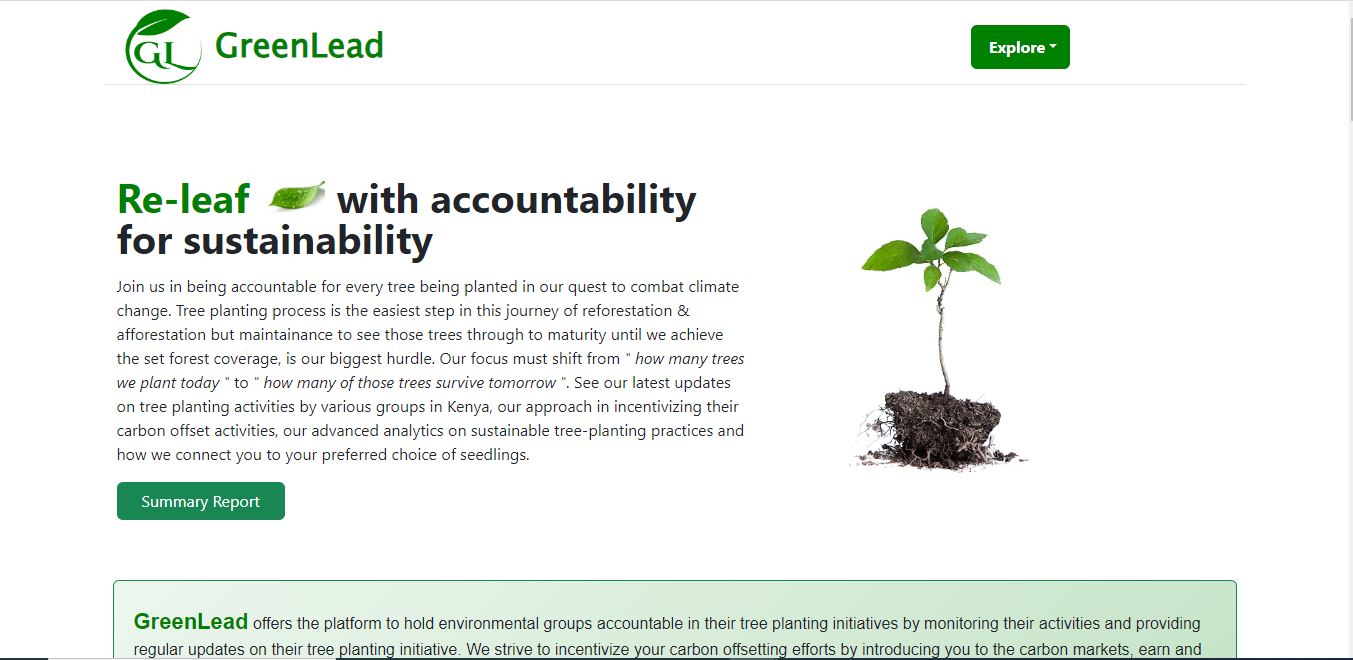 GL GreenLead
Explore
Re-leaf with accountability
for sustainability
Join us in being accountable for every tree being planted in our quest to combat climate
change. Tree planting process is the easiest step in this journey of reforestation &
afforestation but maintainance to see those trees through to maturity until we achieve
the set forest coverage, is our biggest hurdle. Our focus must shift from " how many trees
we plant today " to " how many of those trees survive tomorrow ". See our latest updates
on tree planting activities by various groups in Kenya, our approach in incentivizing their
carbon offset activities, our advanced analytics on sustainable tree-planting practices and
how we connect you to your preferred choice of seedlings.
Summary Report
GreenLead offers the platform to hold environmental groups accountable in their tree planting initiatives by monitoring their activities and providing
regular updates on their tree planting initiative. We strive to incentivize your carbon offsetting efforts by introducing you to the carbon markets, earn and